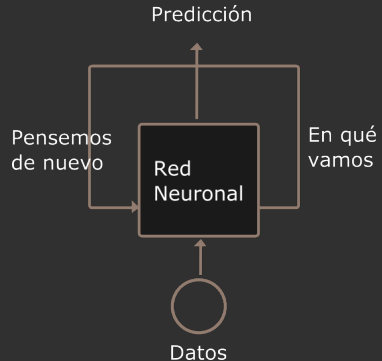 Predicción
Pensemos
de nuevo
En qué
vamos
Red
Neuronal
Datos